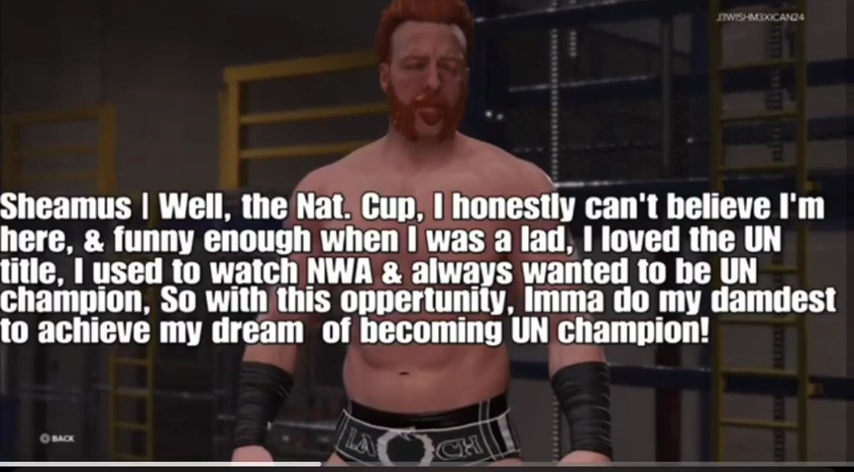 J3WISHM3XICAN24
Sheamus | Well, the Nat. Cup, I honestly can't believe I'm
here, & funny enough when I was a lad, I loved the UN
title, I used to watch NWA & always wanted to be UN
champion, So with this oppertunity, Imma do my damdest
to achieve my dream of becoming UN champion!
BACK
LA CH